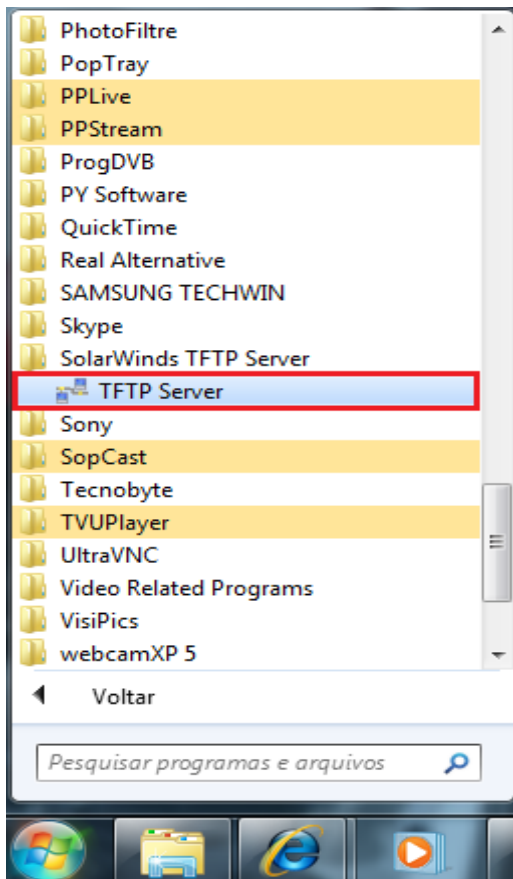 PhotoFiltre
PopTray
PPLive
PPStream
ProgDVB
PY Software
QuickTime
Real Alternative
SAMSUNG TECHWIN
Skype
SolarWinds TFTP Server
TFTP Server
Sony
SopCast
Tecnobyte
TVUPlayer
UltraVNC
Video Related Programs
VisiPics
webcamXP 5
Voltar
Pesquisar programas e arquivos